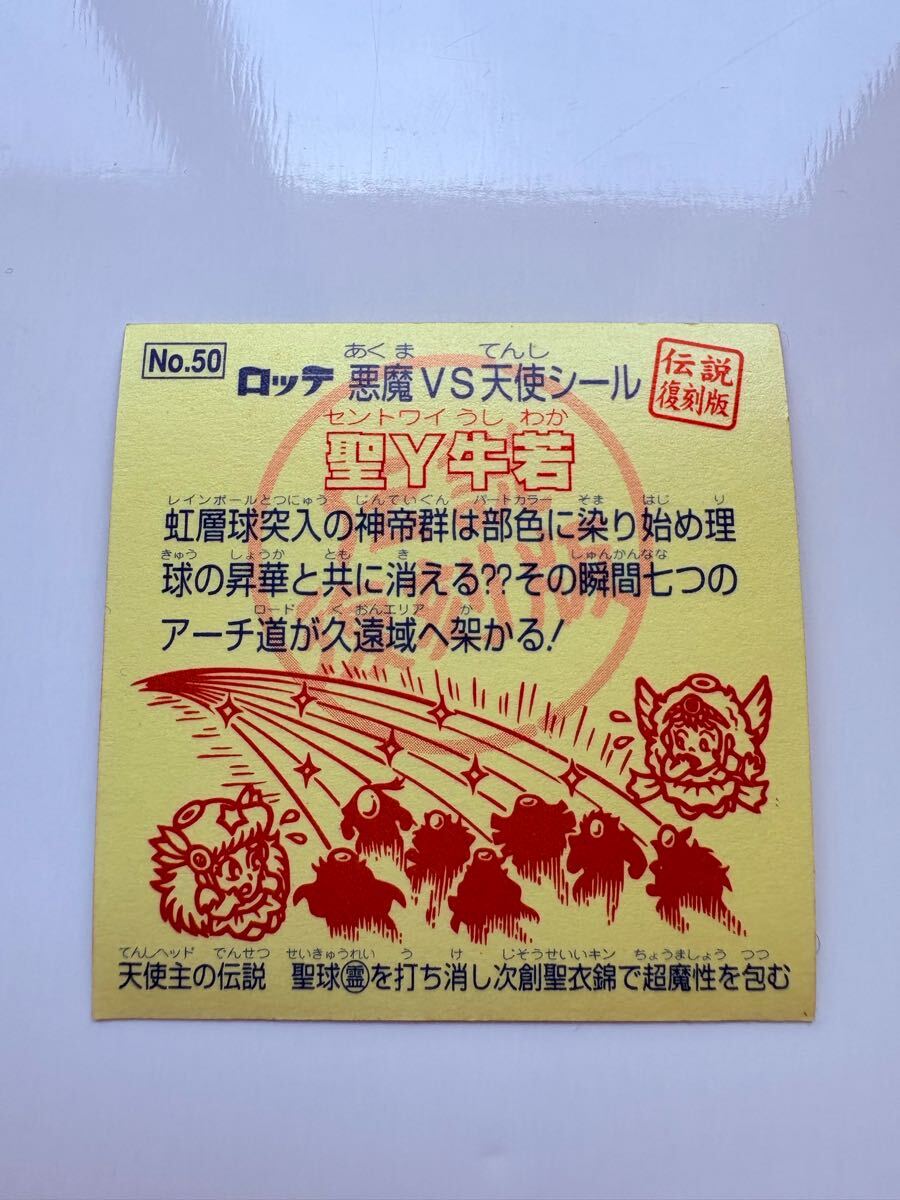 No.50
あくま てんし
ロッテ 悪魔VS天使シール
伝説
復刻版
セントワイ うし わか
聖Y牛若
レインボールとつにゅう じんていぐん パートカラー そま はじ り
虹層球突入の神帝群は部色に染り始め理
きゅう しょうか とも き しゅんかんなな
球の昇華と共に消える??その瞬間七つの
ロード く おんエリア か
アーチ道が久遠域へ架かる!
てんしヘッド でんせつ せいきゅうれい う け じそうせいいキン ちょうましょう つつ
天使主の伝説 聖球㊋を打ち消し次創聖衣錦で超魔性を包む